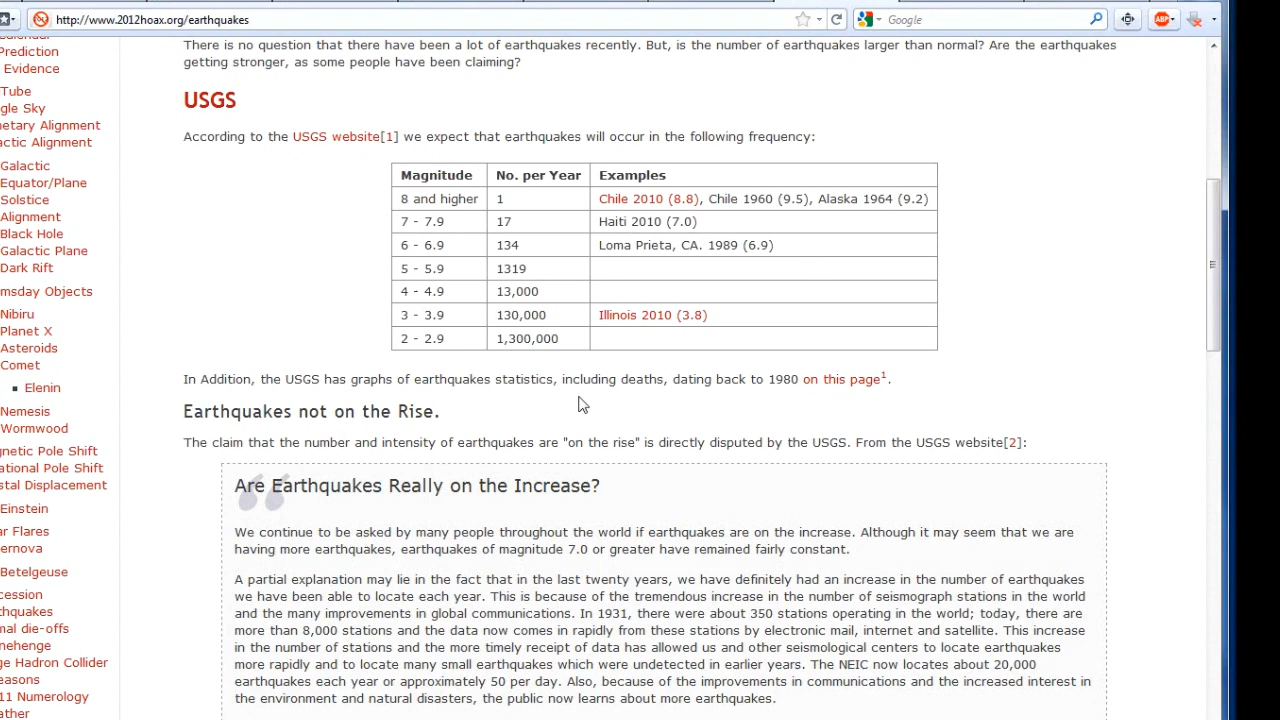 http://www.2012hoax.org/earthquakes
Google
ABP
Prediction
Evidence
Tube
gle Sky
netary Alignment
actic Alignment
Galactic
Equator/Plane
Solstice
Alignment
Black Hole
Galactic Plane
Dark Rift
msday Objects
Nibiru
Planet X
Asteroids
Comet
Elenin
Nemesis
Wormwood
gnetic Pole Shift
ational Pole Shift
stal Displacement
Einstein
ar Flares
ernova
Betelgeuse
cession
thquakes
mal die-offs
nehenge
ge Hadron Collider
easons
11 Numerology
ather
There is no question that there have been a lot of earthquakes recently. But, is the number of earthquakes larger than normal? Are the earthquakes
getting stronger, as some people have been claiming?
USGS
According to the USGS website[1] we expect that earthquakes will occur in the following frequency:
Magnitude No. per Year Examples
8 and higher 1 Chile 2010 (8.8), Chile 1960 (9.5), Alaska 1964 (9.2)
7 - 7.9 17 Haiti 2010 (7.0)
6 - 6.9 134 Loma Prieta, CA. 1989 (6.9)
5 - 5.9 1319
4 - 4.9 13,000
3 - 3.9 130,000 Illinois 2010 (3.8)
2 - 2.9 1,300,000
In Addition, the USGS has graphs of earthquakes statistics, including deaths, dating back to 1980 on this page1.
Earthquakes not on the Rise.
The claim that the number and intensity of earthquakes are "on the rise" is directly disputed by the USGS. From the USGS website[2]:
Are Earthquakes Really on the Increase?
We continue to be asked by many people throughout the world if earthquakes are on the increase. Although it may seem that we are
having more earthquakes, earthquakes of magnitude 7.0 or greater have remained fairly constant.
A partial explanation may lie in the fact that in the last twenty years, we have definitely had an increase in the number of earthquakes
we have been able to locate each year. This is because of the tremendous increase in the number of seismograph stations in the world
and the many improvements in global communications. In 1931, there were about 350 stations operating in the world; today, there are
more than 8,000 stations and the data now comes in rapidly from these stations by electronic mail, internet and satellite. This increase
in the number of stations and the more timely receipt of data has allowed us and other seismological centers to locate earthquakes
more rapidly and to locate many small earthquakes which were undetected in earlier years. The NEIC now locates about 20,000
earthquakes each year or approximately 50 per day. Also, because of the improvements in communications and the increased interest in
the environment and natural disasters, the public now learns about more earthquakes.